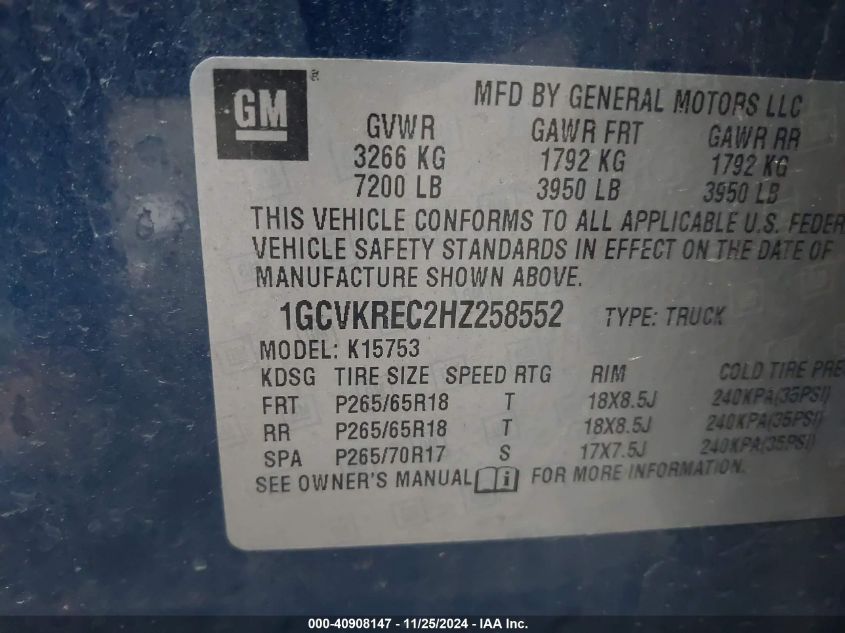 GM ®
MFD BY GENERAL MOTORS LLC
GVWR GAWR FRT GAWR RR
3266 KG 1792 KG 1792 KG
7200 LB 3950 LB 3950 LB
THIS VEHICLE CONFORMS TO ALL APPLICABLE U.S. FEDER
VEHICLE SAFETY STANDARDS IN EFFECT ON THE DATE OF
MANUFACTURE SHOWN ABOVE.
1GCVKREC2HZ258552 TYPE: TRUCK
MODEL: K15753
KDSG TIRE SIZE SPEED RTG RIM COLD TIRE PRE
FRT P265/65R18 T 18X8.5J 240KPA(35PSI)
RR P265/65R18 T 18X8.5J 240KPA(35PSI)
SPA P265/70R17 S 17X7.5J 240KPA(35PSI)
SEE OWNER'S MANUAL i FOR MORE INFORMATION.
000-40908147 - 11/25/2024 - IAA Inc.